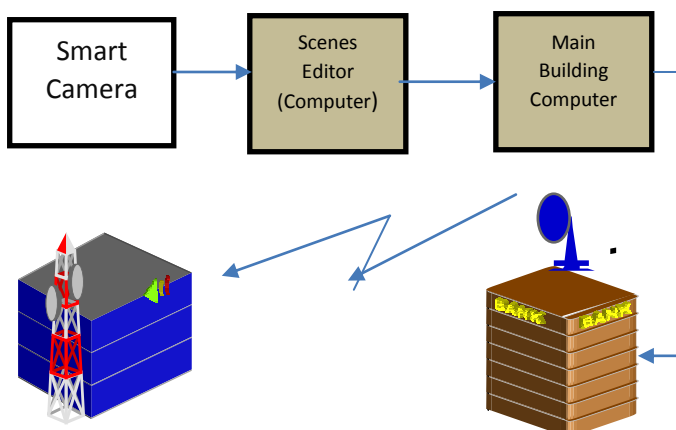 Smart
Camera
Scenes
Editor
(Computer)
Main
Building
Computer
BANK
BANK